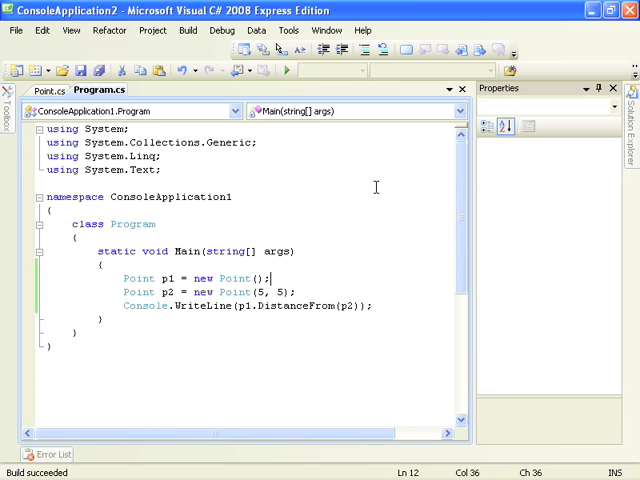 ConsoleApplication2 - Microsoft Visual C# 2008 Express Edition
File Edit View Refactor Project Build Debug Data Tools Window Help
Point.cs Program.cs
ConsoleApplication1.Program Main(string[] args)
using System;
using System.Collections.Generic;
using System.Linq;
using System.Text;
namespace ConsoleApplication1
{
class Program
{
static void Main(string[] args)
{
Point p1 = new Point();
Point p2 = new Point(5, 5);
Console.WriteLine(p1.DistanceFrom(p2));
}
}
}
Toolbox
Properties
Solution Explorer
Error List
Build succeeded Ln 12 Col 36 Ch 36 INS